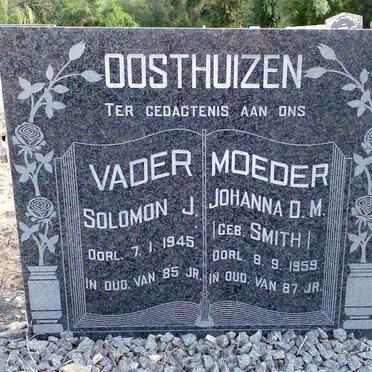 OOSTHUIZEN
TER GEDAGTENIS AAN ONS
VADER
SOLOMON J.
OORL. 7. 1. 1945.
IN OUD. VAN 85 JR.
MOEDER
JOHANNA D. M.
(GEB. SMITH)
OORL. 8. 9. 1959.
IN OUD. VAN 87 JR.